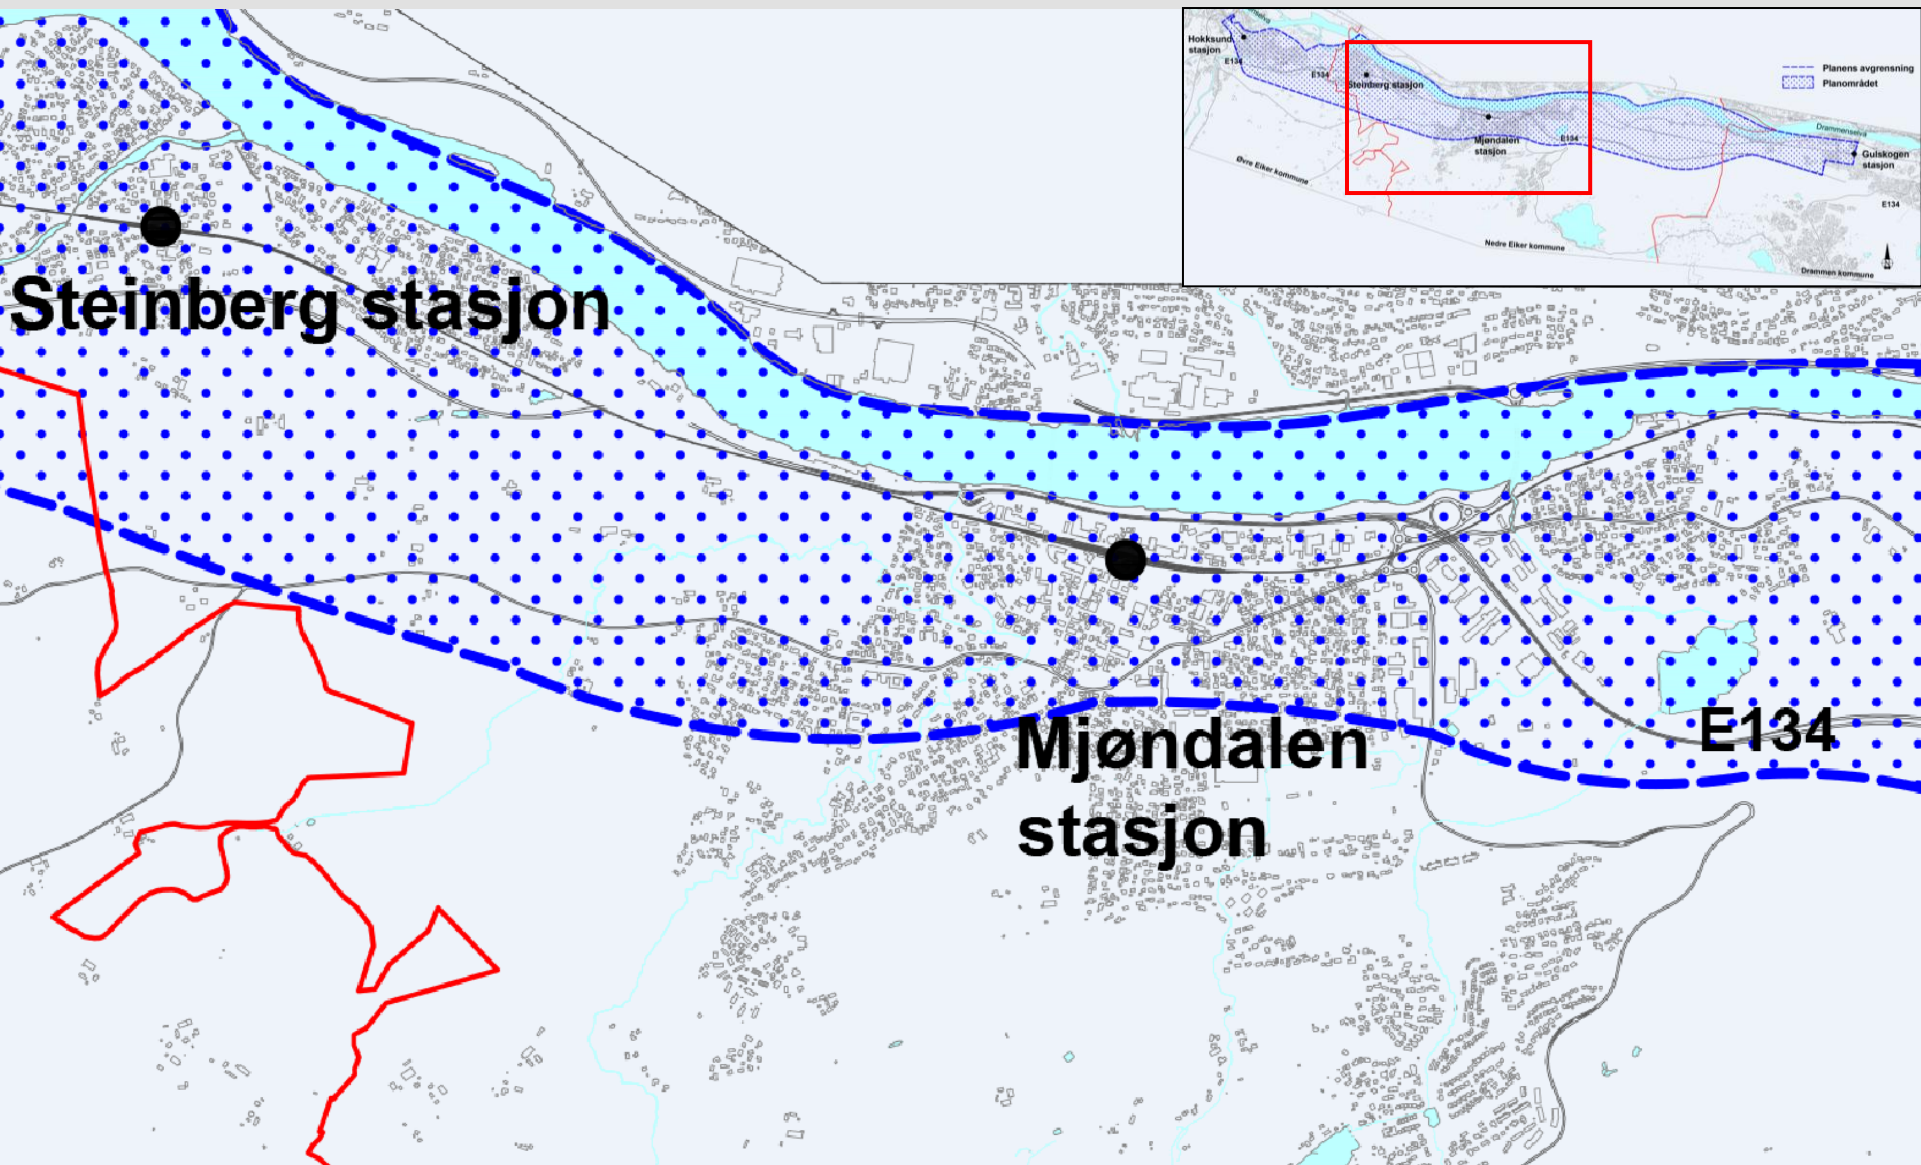 Hokksund
stasjon
E134
E134
Steinberg stasjon
Planens avgrensning
Planområdet
Mjøndalen
stasjon
E134
Drammenselva
Gulskogen
stasjon
Øvre Eiker kommune
E134
Nedre Eiker kommune
Drammen kommune
Steinberg stasjon
Mjøndalen
stasjon
E134